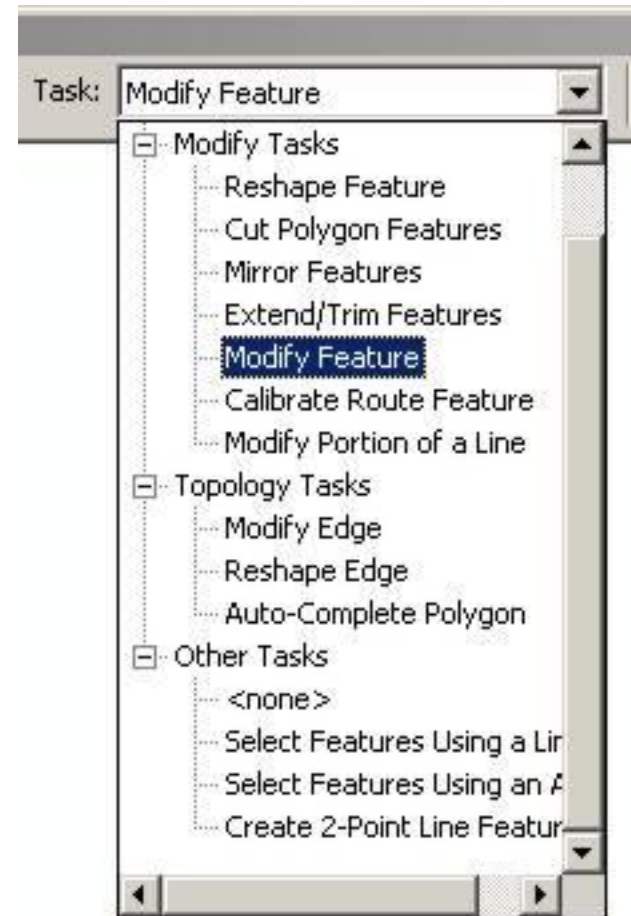 Task: Modify Feature
Modify Tasks
Reshape Feature
Cut Polygon Features
Mirror Features
Extend/Trim Features
Modify Feature
Calibrate Route Feature
Modify Portion of a Line
Topology Tasks
Modify Edge
Reshape Edge
Auto-Complete Polygon
Other Tasks
<none>
Select Features Using a Lin
Select Features Using an A
Create 2-Point Line Featur